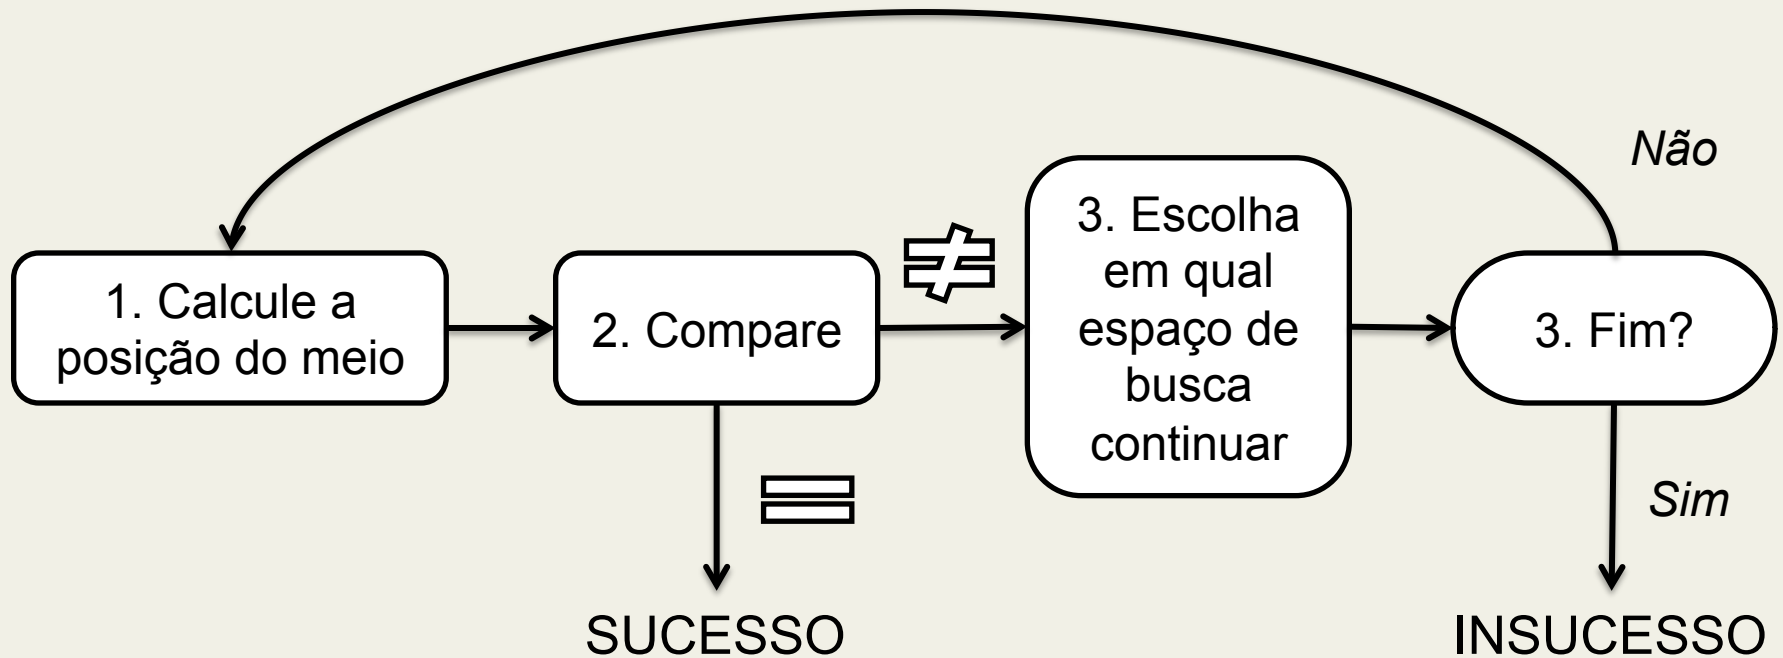 Não
1. Calcule a
posição do meio
2. Compare
≠
3. Escolha
em qual
espaço de
busca
continuar
3. Fim?
=
Sim
SUCESSO
INSUCESSO